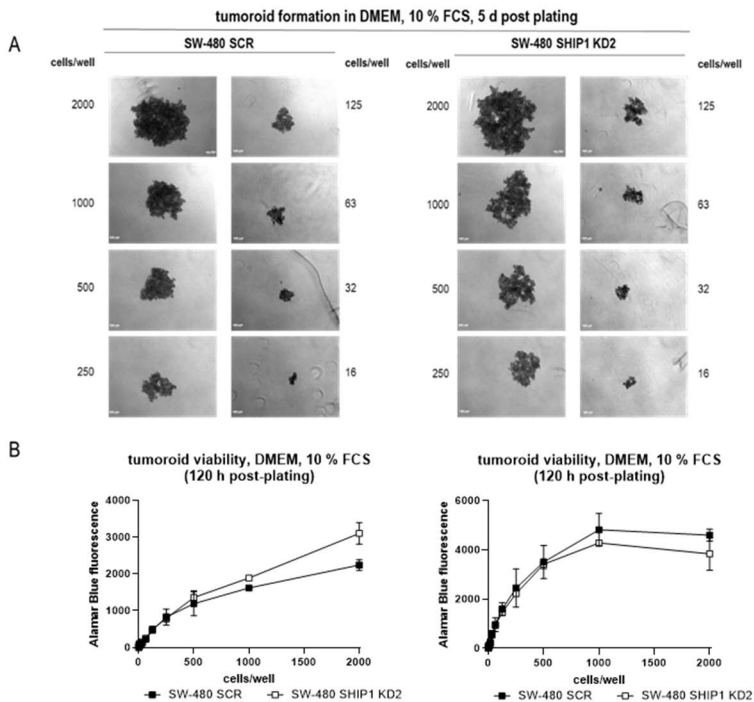 tumoroid formation in DMEM, 10 % FCS, 5 d post plating
A
SW-480 SCR
SW-480 SHIP1 KD2
cells/well
cells/well
cells/well
cells/well
2000
125
2000
125
1000
63
1000
63
500
32
500
32
250
16
250
16
B
tumoroid viability, DMEM, 10 % FCS
(120 h post-plating)
Alamar Blue fluorescence
4000
3000
2000
1000
0
0
500
1000
1500
2000
cells/well
SW-480 SCR
SW-480 SHIP1 KD2
tumoroid viability, DMEM, 10 % FCS
(120 h post-plating)
Alamar Blue fluorescence
6000
4000
2000
0
0
500
1000
1500
2000
cells/well
SW-480 SCR
SW-480 SHIP1 KD2